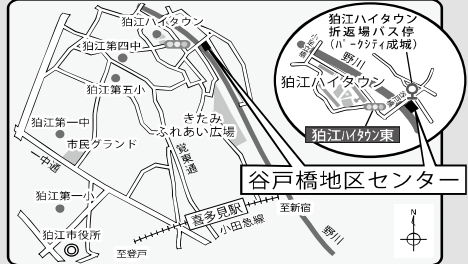 狛江ハイタウン
狛江第四中
狛江第五小
きたみ
ふれあい広場
狛江第一中
市民グランド
一中通
覚東通
狛江第一小
狛江市役所
喜多見駅
小田急線
至登戸
至新宿
野川
N
谷戸橋地区センター
狛江ハイタウン
折返場バス停
(パークシティ成城)
野川
狛江ハイタウン
狛江ハイタウン東